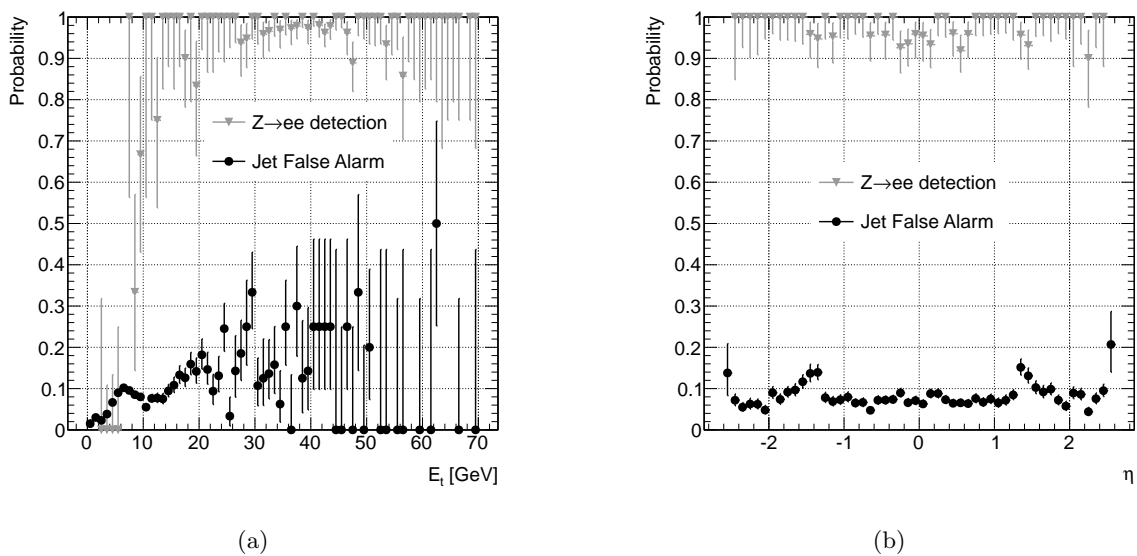 Probability
1
0.9
0.8
0.7
0.6
0.5
0.4
0.3
0.2
0.1
0
Z→ee detection
Jet False Alarm
0 10 20 30 40 50 60 70
E_t [GeV]
(a)
Probability
1
0.9
0.8
0.7
0.6
0.5
0.4
0.3
0.2
0.1
0
Z→ee detection
Jet False Alarm
-2 -1 0 1 2
η
(b)